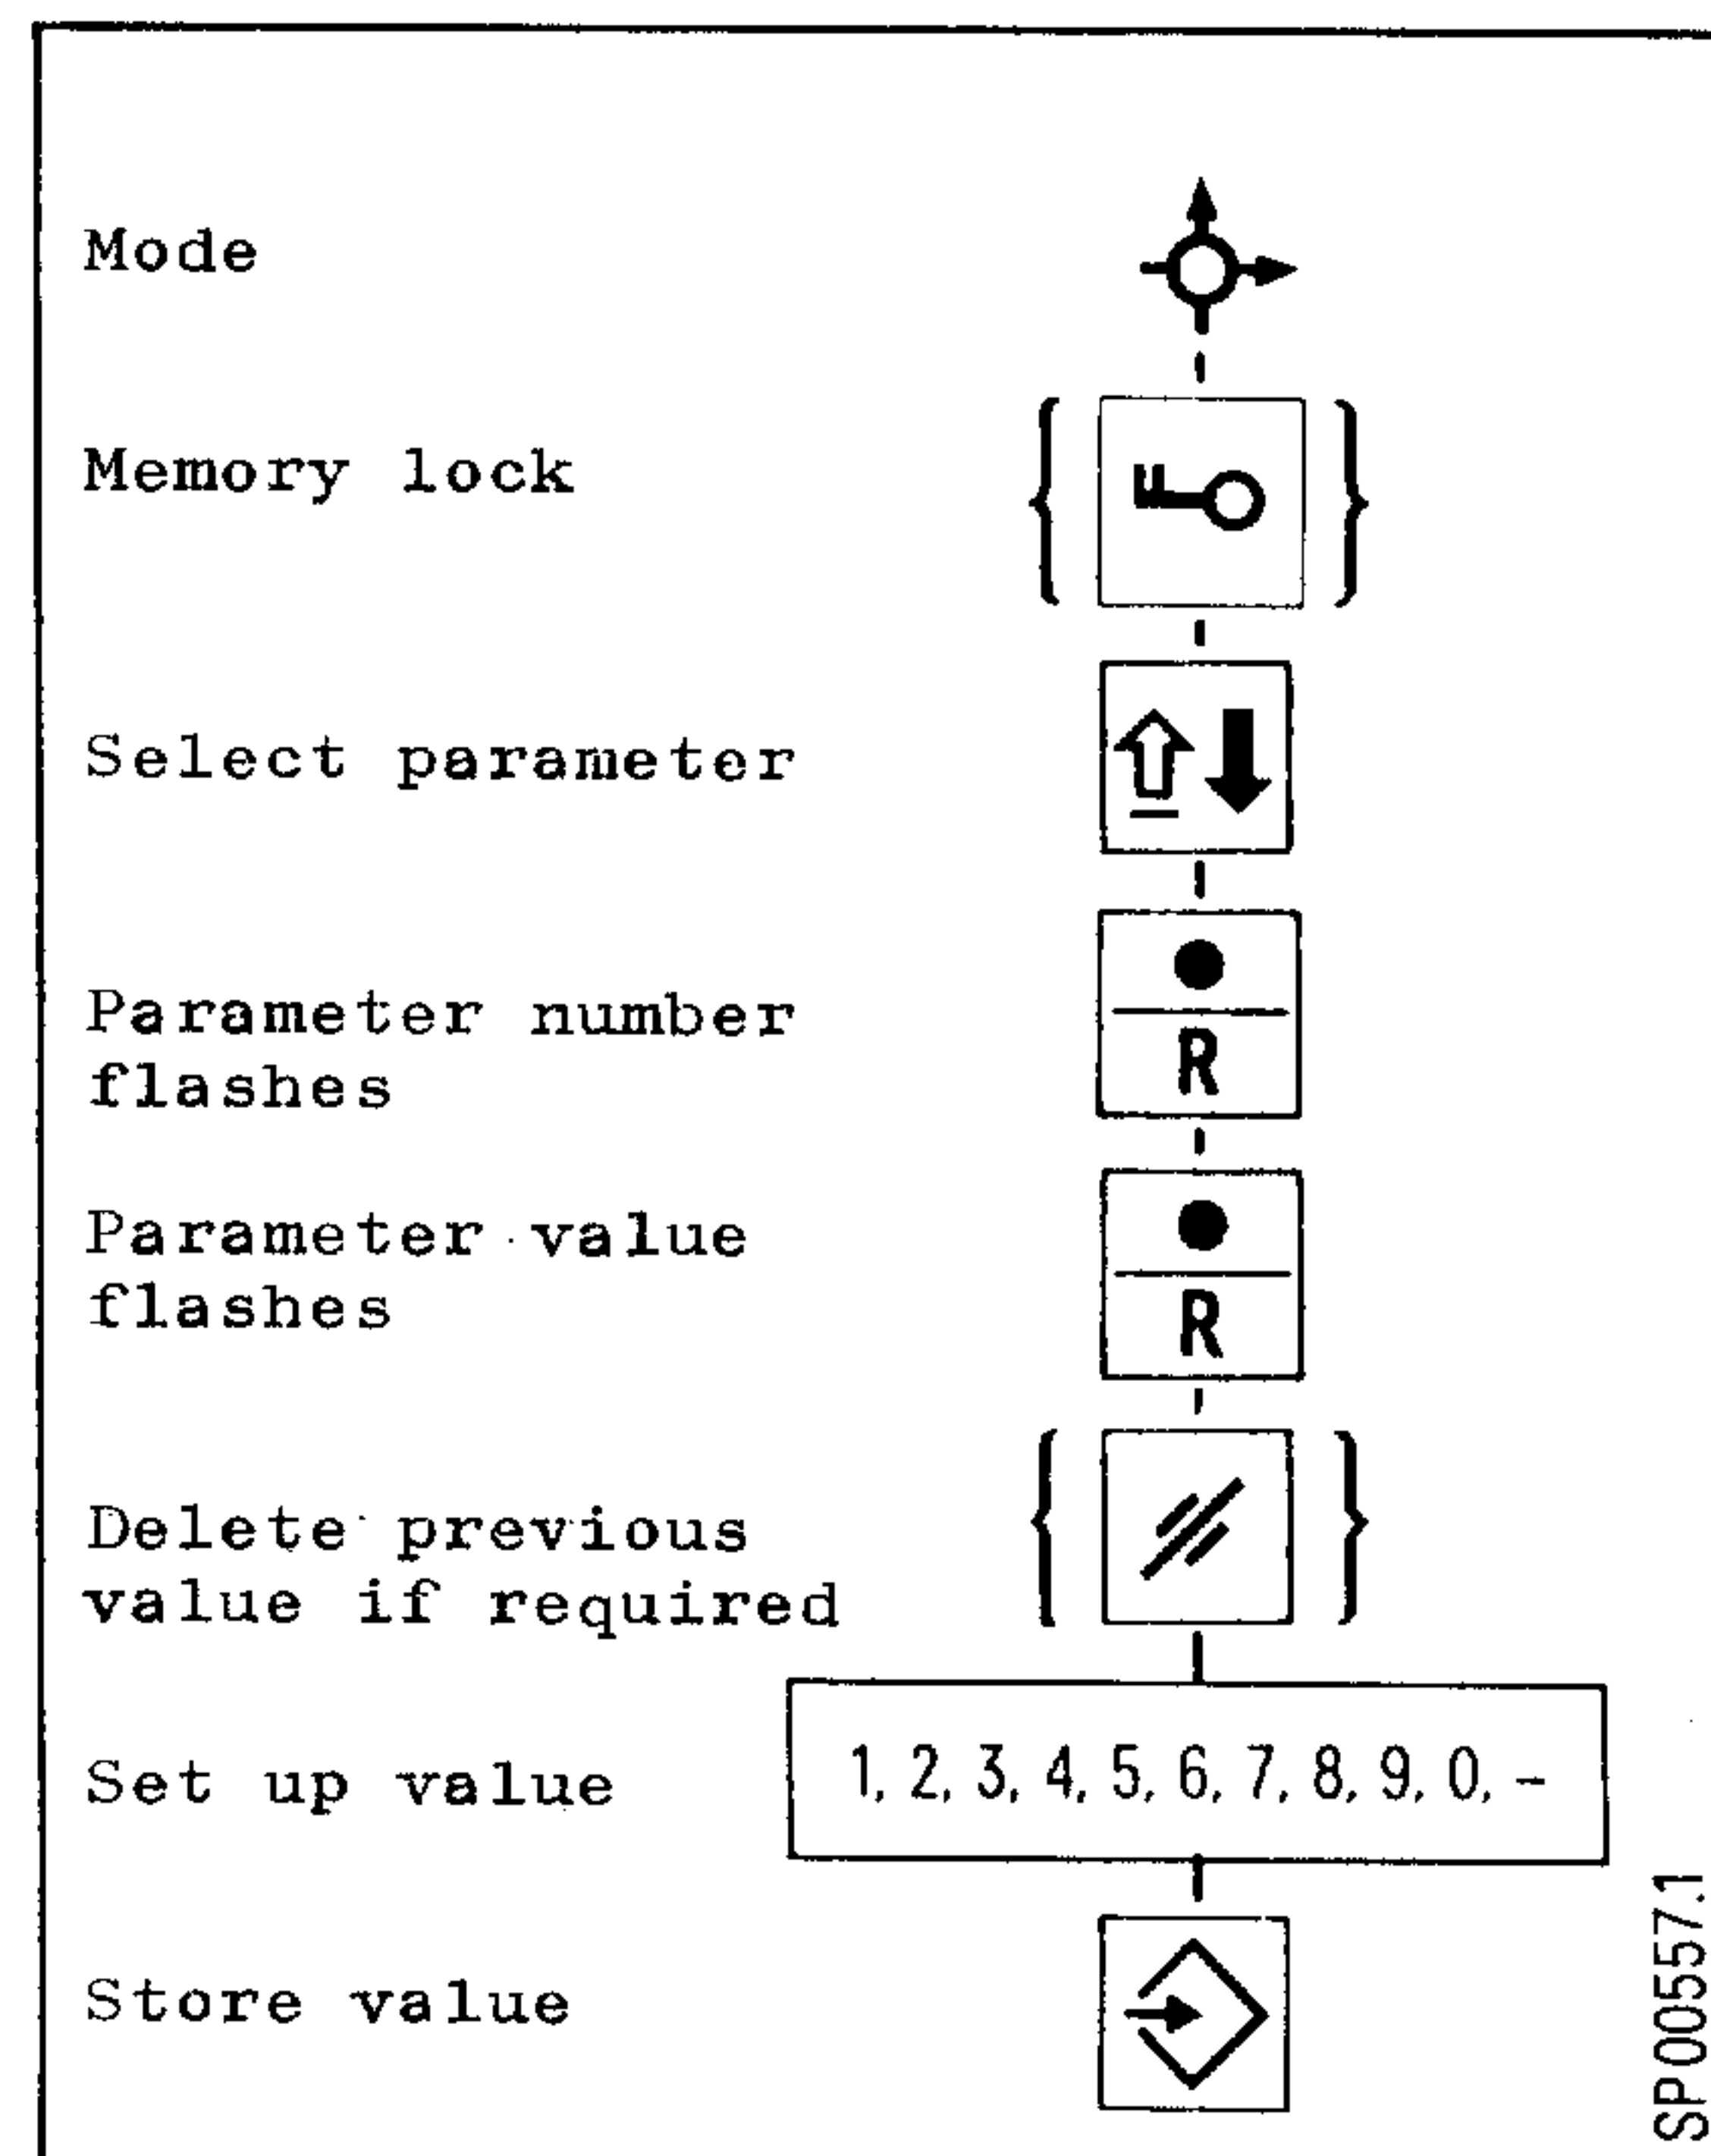 Mode
Memory lock
Select parameter
Parameter number
flashes
R
Parameter value
flashes
R
Delete previous
value if required
Set up value
1, 2, 3, 4, 5, 6, 7, 8, 9, 0, -
Store value
SP00557.1